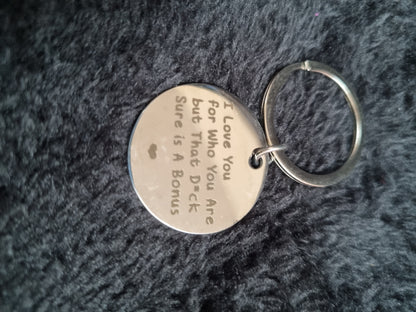 I Love You
for Who You Are
but That D*ck
Sure is A Bonus